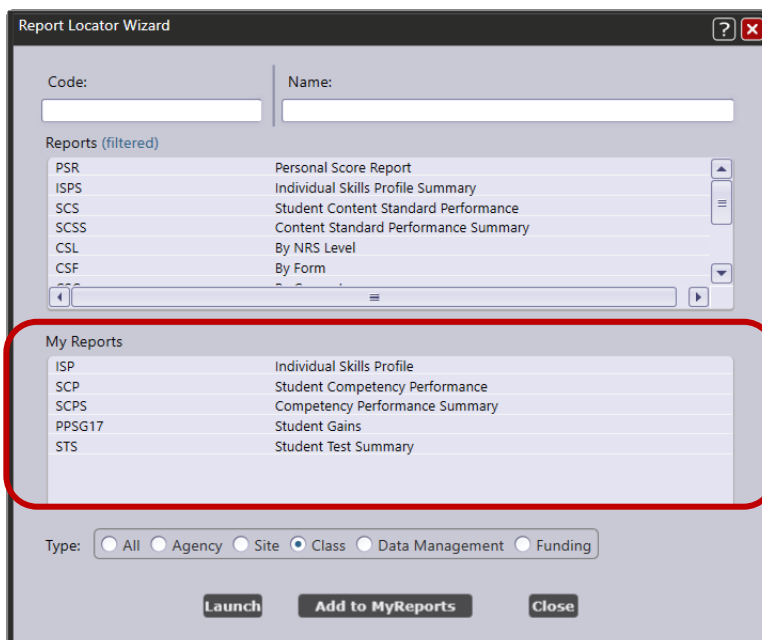 Report Locator Wizard
Code: Name:
Reports (filtered)
PSR Personal Score Report
ISPS Individual Skills Profile Summary
SCS Student Content Standard Performance
SCSS Content Standard Performance Summary
CSL By NRS Level
CSF By Form
My Reports
ISP Individual Skills Profile
SCP Student Competency Performance
SCPS Competency Performance Summary
PPSG17 Student Gains
STS Student Test Summary
Type: All Agency Site Class Data Management Funding
Launch Add to MyReports Close